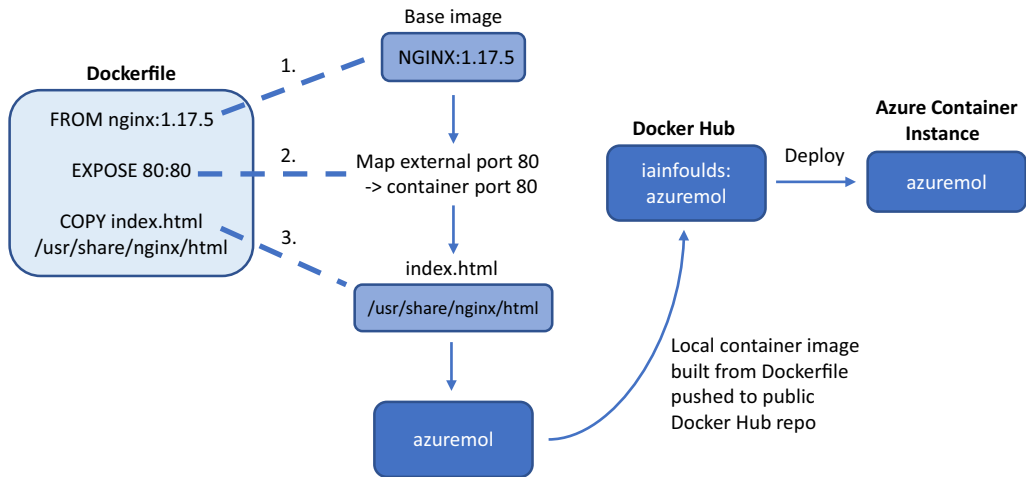 Dockerfile
FROM nginx:1.17.5
EXPOSE 80:80
COPY index.html
/usr/share/nginx/html
1.
2.
3.
Base image
NGINX:1.17.5
Map external port 80
-> container port 80
index.html
/usr/share/nginx/html
azuremol
Local container image
built from Dockerfile
pushed to public
Docker Hub repo
Docker Hub
iainfoulds:
azuremol
Deploy
Azure Container
Instance
azuremol